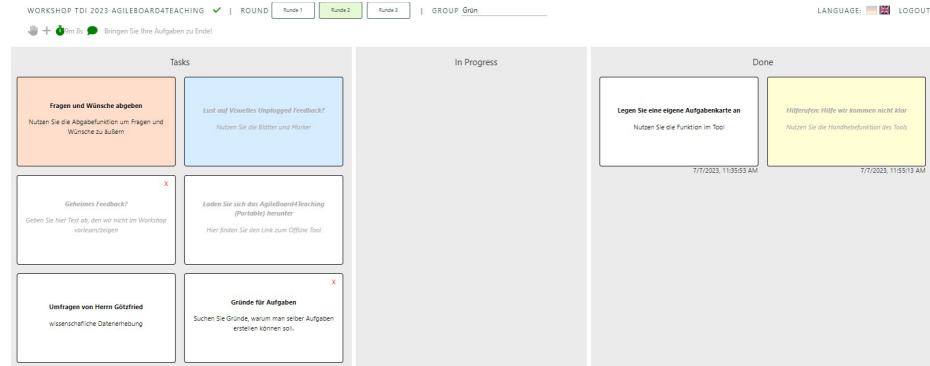 WORKSHOP TDI 2023 AGILEBOARD4TEACHING | ROUND Runde 1 Runde 2 Runde 3 | GROUP Grün LANGUAGE: LOGOUT
9m 8s Bringen Sie Ihre Aufgaben zu Ende!
Tasks
Fragen und Wünsche abgeben
Nutzen Sie die Abgabefunktion um Fragen und
Wünsche zu äußern
Lust auf Visuelles Unplugged Feedback?
Nutzen Sie die Blätter und Marker
X
Geheimes Feedback?
Geben Sie hier Text ab, den wir nicht im Workshop
vorlesen/zeigen
Laden Sie sich das AgileBoard4Teaching
(Portable) herunter
Hier finden Sie den Link zum Offline Tool
Umfragen von Herrn Götzfried
wissenschafliche Datenerhebung
X
Gründe für Aufgaben
Suchen Sie Gründe, warum man selber Aufgaben
erstellen können soll.
In Progress
Done
Legen Sie eine eigene Aufgabenkarte an
Nutzen Sie die Funktion im Tool
7/7/2023, 11:35:53 AM
Hilferufen: Hilfe wir kommen nicht klar
Nutzen Sie die Handhebefunktion des Tools
7/7/2023, 11:55:13 AM